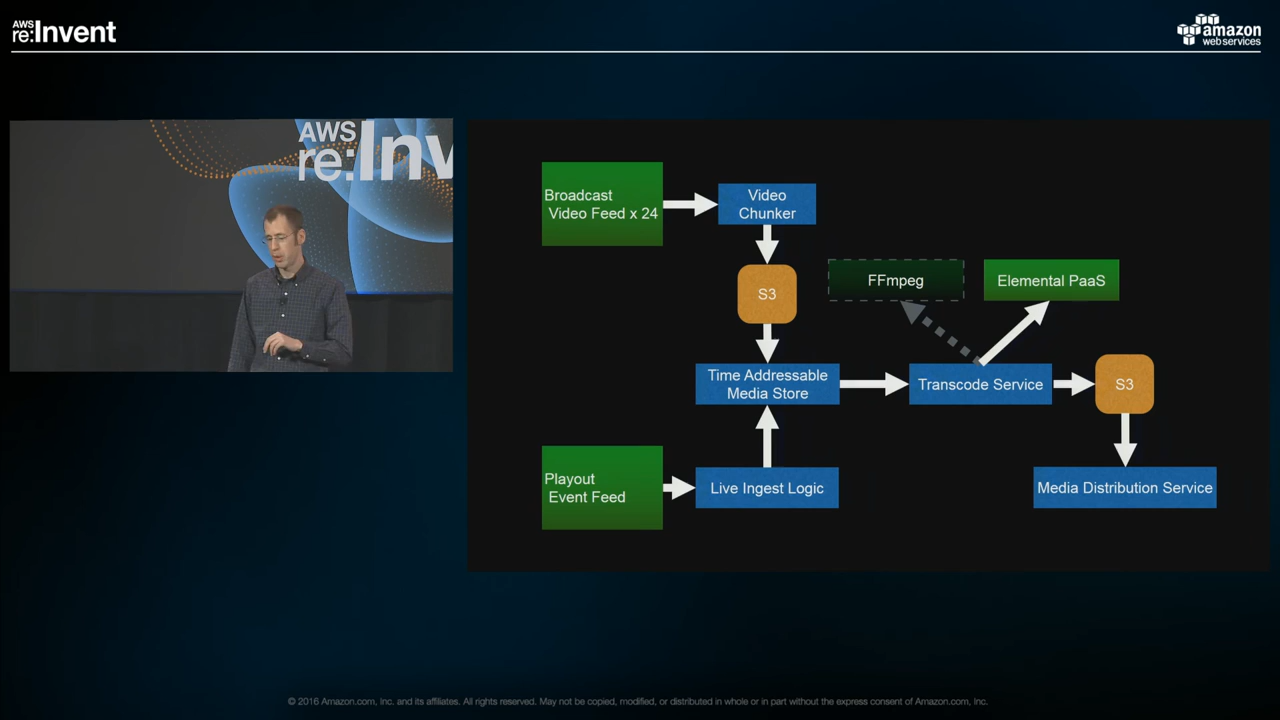 AWS
re:Invent
amazon
web services
AWS
re:Inv
Broadcast
Video Feed x 24
Video
Chunker
S3
FFmpeg
Elemental PaaS
Time Addressable
Media Store
Transcode Service
S3
Playout
Event Feed
Live Ingest Logic
Media Distribution Service
© 2016 Amazon.com, Inc. and its affiliates. All rights reserved. May not be copied, modified, or distributed in whole or in part without the express consent of Amazon.com, Inc.